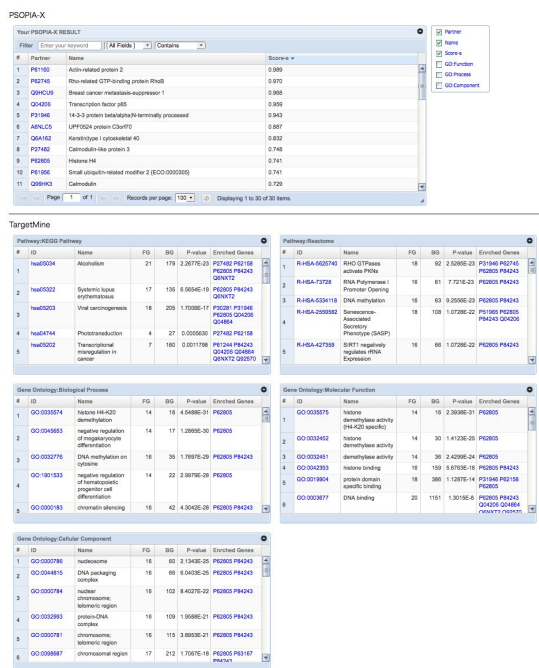 PSOPIA-X
Your PSOPIA-X RESULT
Filter Enter your keyword [ All Fields ] Contains
# Partner Name Score-s
1 P61160 Actin-related protein 2 0.989
2 P62745 Rho-related GTP-binding protein RhoB 0.970
3 Q9HCU9 Breast cancer metastasis-suppressor 1 0.968
4 Q04206 Transcription factor p65 0.959
5 P31946 14-3-3 protein beta/alpha|N-terminally processed 0.943
6 A8NLC5 UPF0524 protein C3orf70 0.887
7 Q6A162 Keratin|type I cytoskeletal 40 0.832
8 P27482 Calmodulin-like protein 3 0.748
9 P62805 Histone H4 0.741
10 P61956 Small ubiquitin-related modifier 2 (ECO:0000305) 0.741
11 Q96HK3 Calmodulin 0.729
Page 1 of 1 Records per page: 100 Displaying 1 to 30 of 30 items.
Partner
Name
Score-s
GO:Function
GO:Process
GO:Component
TargetMine
Pathway:KEGG Pathway
# ID Name FG BG P-value Enriched Genes
1 hsa05034 Alcoholism 21 179 2.2677E-23 P27482 P62158
P62805 P84243
Q6NXT2
2 hsa05322 Systemic lupus 17 135 6.5654E-19 P62805 P84243
erythematosus Q6NXT2
3 hsa05203 Viral carcinogenesis 18 205 1.7006E-17 P30281 P31946
P62805 Q04206
Q04864
4 hsa04744 Phototransduction 4 27 0.0005630 P27482 P62158
5 hsa05202 Transcriptional 7 180 0.0011798 P61244 P84243
misregulation in Q04206 Q04864
cancer Q6NXT2 Q92570
Pathway:Reactome
# ID Name FG BG P-value Enriched Genes
1 R-HSA-5625740 RHO GTPases 18 92 2.5285E-23 P31946 P62745
activate PKNs P62805 P84243
2 R-HSA-73728 RNA Polymerase I 16 61 7.721E-23 P62805 P84243
Promoter Opening
3 R-HSA-5334118 DNA methylation 16 63 9.2556E-23 P62805 P84243
4 R-HSA-2559582 Senescence- 18 108 1.0728E-22 P51965 P62805
Associated P84243 Q04206
Secretory
Phenotype (SASP)
5 R-HSA-427359 SIRT1 negatively 16 66 1.0728E-22 P62805 P84243
regulates rRNA
Expression
Gene Ontology:Biological Process
# ID Name FG BG P-value Enriched Genes
1 GO:0035574 histone H4-K20 14 16 4.5488E-31 P62805
demethylation
2 GO:0045653 negative regulation 14 17 1.2865E-30 P62805
of megakaryocyte
differentiation
3 GO:0032776 DNA methylation on 16 35 1.7697E-29 P62805 P84243
cytosine
4 GO:1901533 negative regulation 14 22 2.9979E-28 P62805
of hematopoietic
progenitor cell
differentiation
5 GO:0000183 chromatin silencing 16 42 4.3042E-28 P62805 P84243
Gene Ontology:Molecular Function
# ID Name FG BG P-value Enriched Genes
1 GO:0035575 histone 14 16 2.3938E-31 P62805
demethylase activity
(H4-K20 specific)
2 GO:0032452 histone 14 30 1.4123E-25 P62805
demethylase activity
3 GO:0032451 demethylase activity 14 36 2.4299E-24 P62805
4 GO:0042393 histone binding 16 159 5.6763E-18 P62805 P84243
5 GO:0019904 protein domain 18 386 1.1267E-14 P31946 P62158
specific binding P62805
6 GO:0003677 DNA binding 20 1151 1.3015E-8 P62805 P84243
Q04206 Q04864
Q6NXT2 Q92570
Gene Ontology:Cellular Component
# ID Name FG BG P-value Enriched Genes
1 GO:0000786 nucleosome 16 60 2.1343E-25 P62805 P84243
2 GO:0044815 DNA packaging 16 66 6.0403E-25 P62805 P84243
complex
3 GO:0000784 nuclear 16 102 8.4027E-22 P62805 P84243
chromosome;
telomeric region
4 GO:0032993 protein-DNA 16 109 1.9586E-21 P62805 P84243
complex
5 GO:0000781 chromosome; 16 115 3.8953E-21 P62805 P84243
telomeric region
6 GO:0098687 chromosomal region 17 212 1.7067E-18 P62805 P63167
P84243